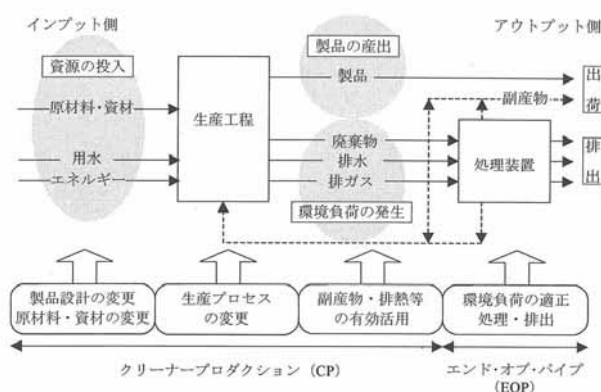 インプット側
アウトプット側
資源の投入
製品の産出
原材料・資材
生産工程
製品
出荷
副産物
用水
エネルギー
廃棄物
排水
排ガス
処理装置
排出
環境負荷の発生
製品設計の変更
原材料・資材の変更
生産プロセス
の変更
副産物・排熱等
の有効活用
環境負荷の適正
処理・排出
クリーナープロダクション（CP）
エンド・オブ・パイプ
（EOP）